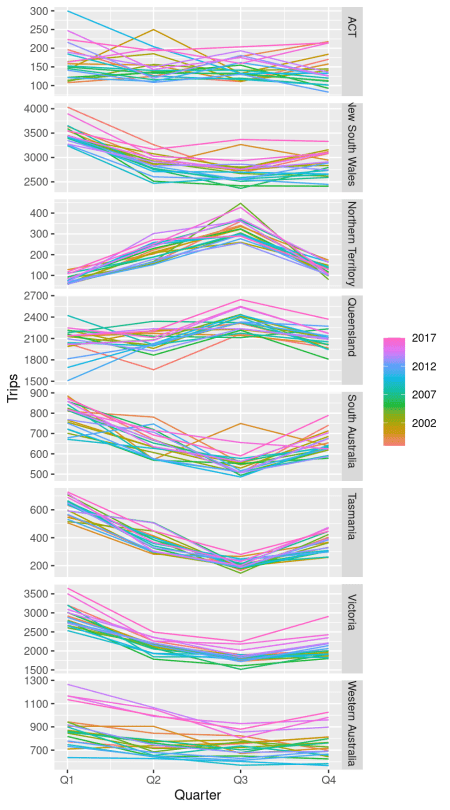 300
250
200
150
100
ACT
4000
3500
3000
2500
New South Wales
400
300
200
100
Northern Territory
2700
2400
2100
1800
1500
Queensland
900
800
700
600
500
South Australia
600
400
200
Tasmania
3500
3000
2500
2000
1500
Victoria
1300
1100
900
700
Western Australia
Q1
Q2
Q3
Q4
Quarter
Trips
2017
2012
2007
2002